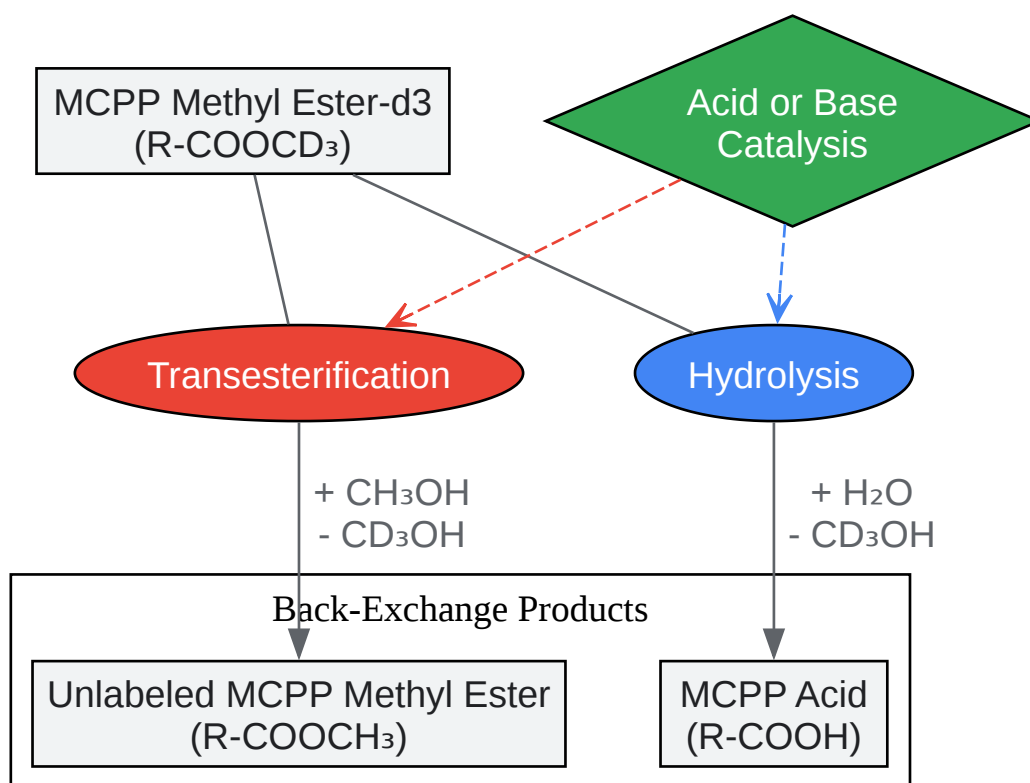 MCPP Methyl Ester-d3
(R-COOCD₃)
Acid or Base
Catalysis
Transesterification
Hydrolysis
+ CH₃OH
- CD₃OH
+ H₂O
- CD₃OH
Back-Exchange Products
Unlabeled MCPP Methyl Ester
(R-COOCH₃)
MCPP Acid
(R-COOH)